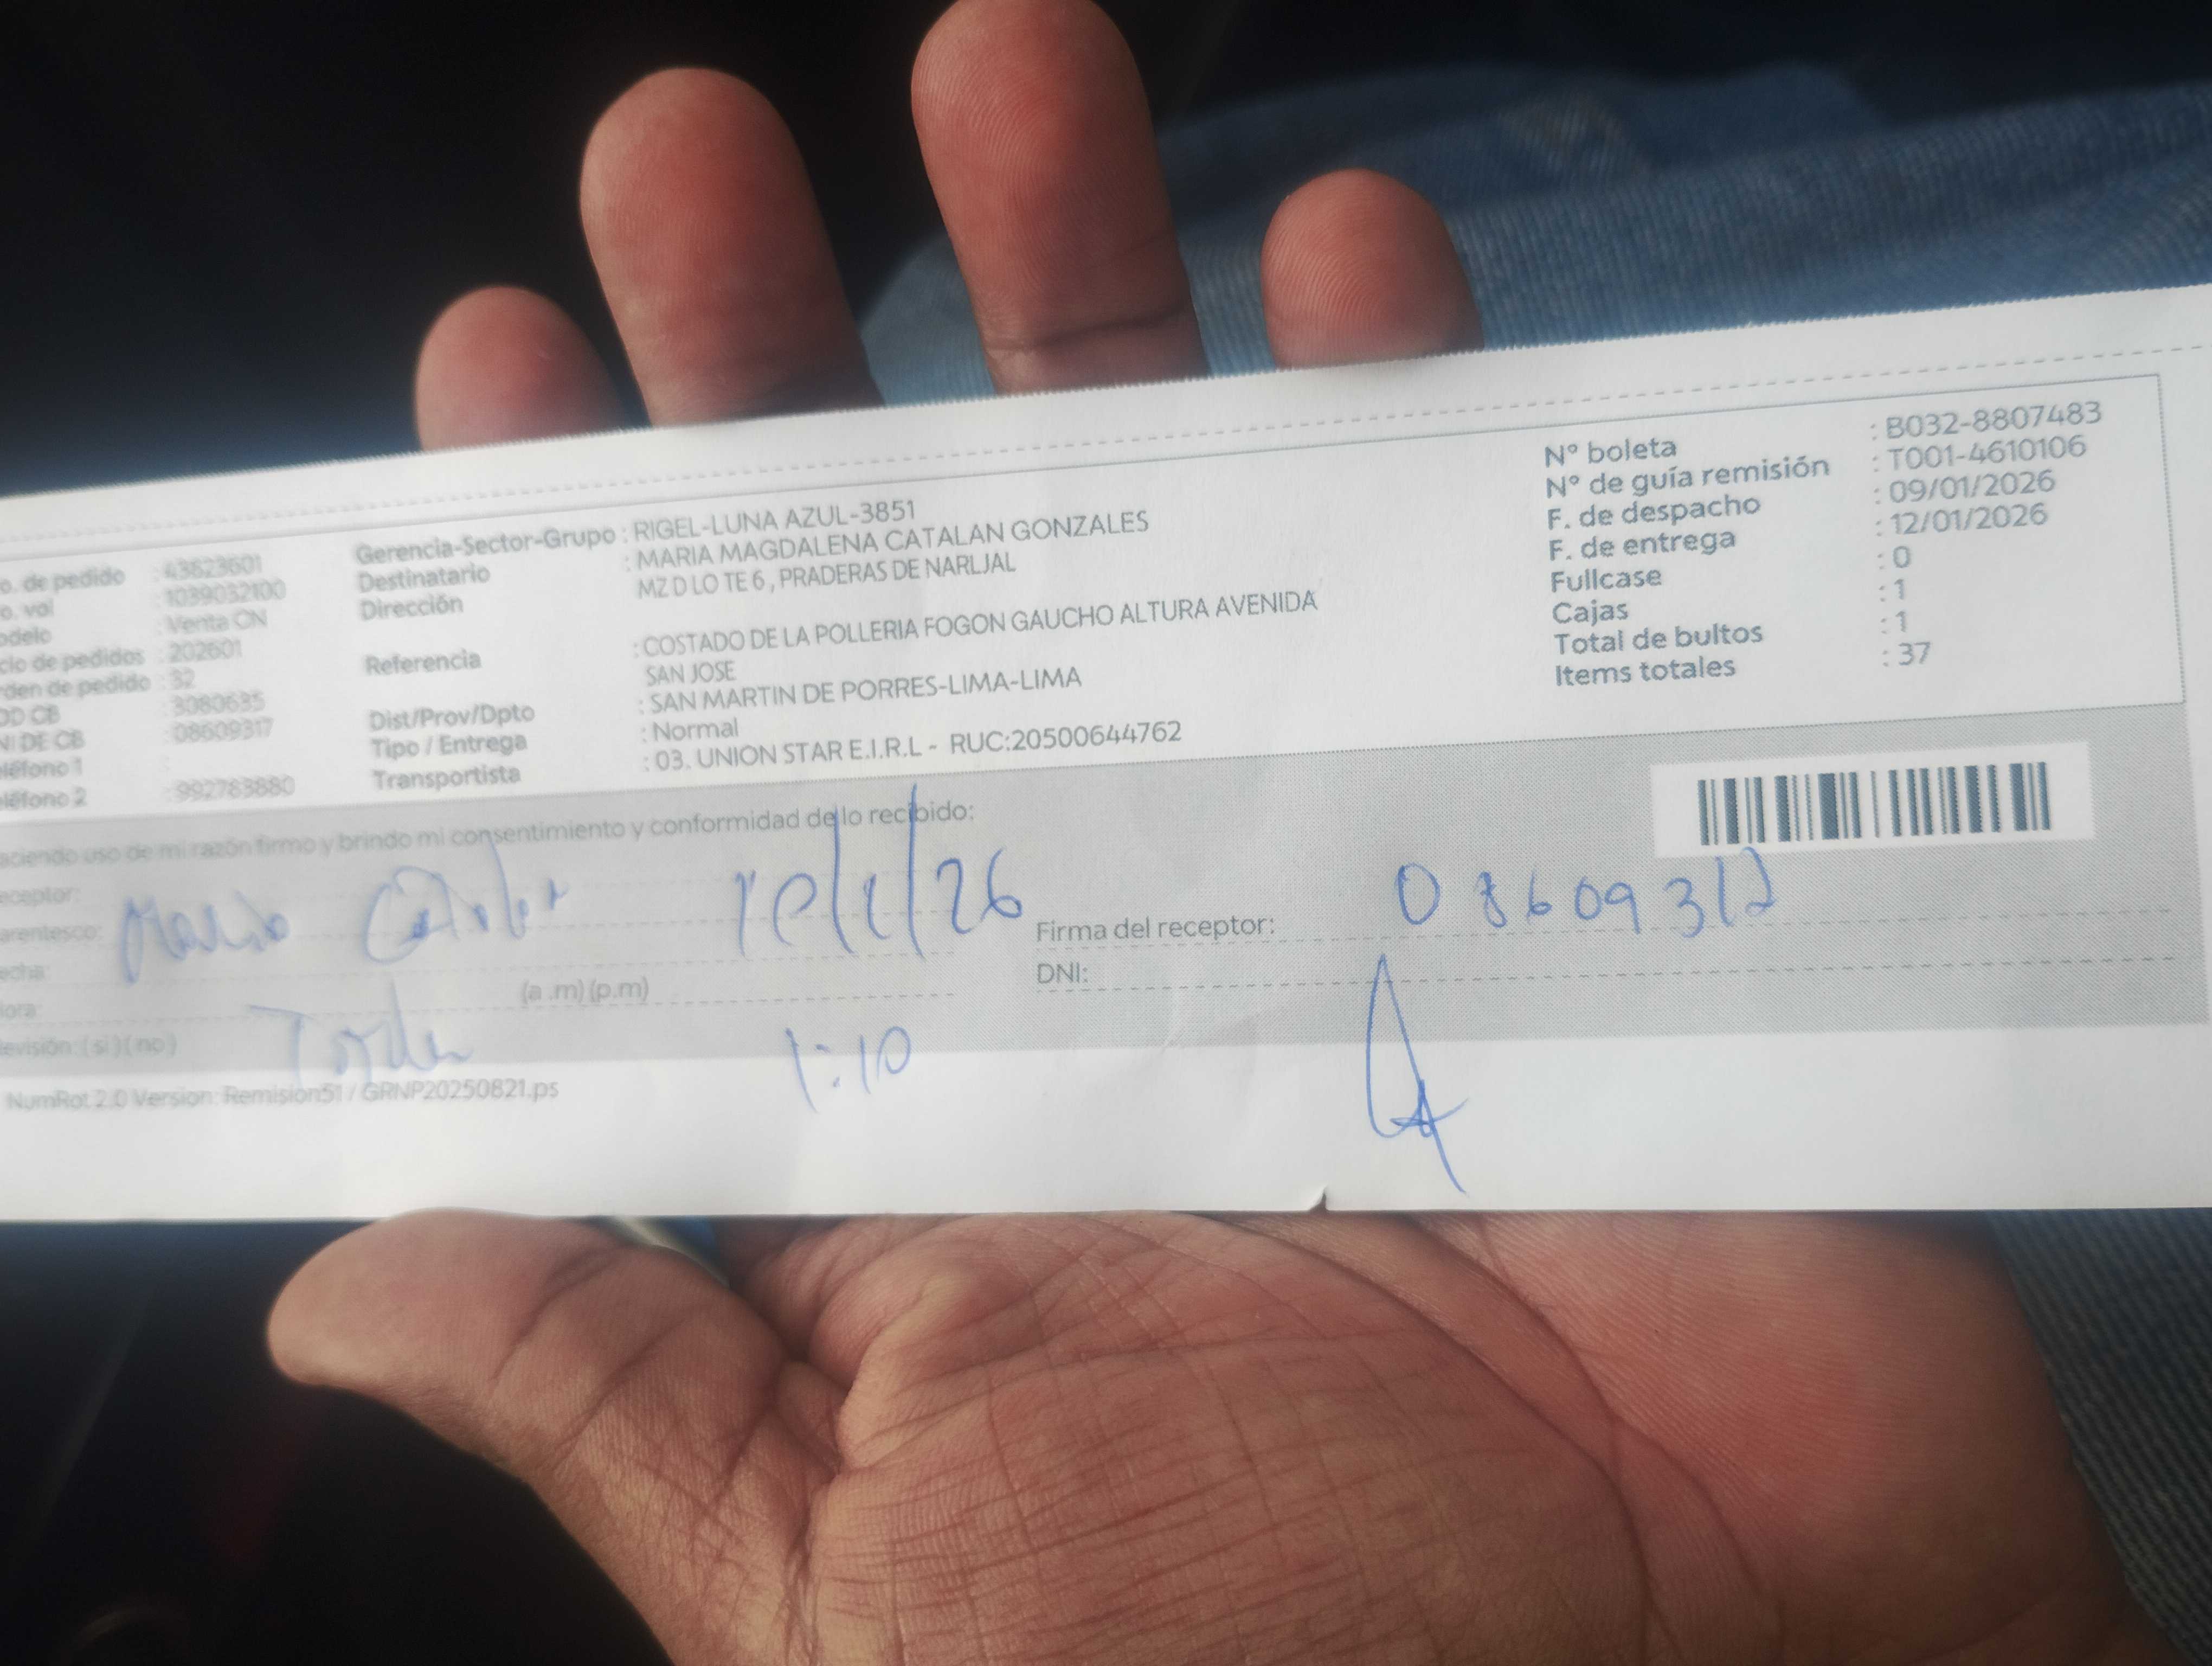 o. de pedido : 43823601
o. val : 1039032100
odelo : Venta CN
clo de pedidos : 202601
rden de pedido : 32
OD CB : 3080635
NI DE CB : 08609317
léfono 1 :
léfono 2 : 992783880
Gerencia-Sector-Grupo : RIGEL-LUNA AZUL-3851
Destinatario : MARIA MAGDALENA CATALAN GONZALES
Dirección MZ D LO TE 6 , PRADERAS DE NARLJAL
Referencia : COSTADO DE LA POLLERIA FOGON GAUCHO ALTURA AVENIDA
SAN JOSE
Dist/Prov/Dpto : SAN MARTIN DE PORRES-LIMA-LIMA
Tipo / Entrega : Normal
Transportista : 03. UNION STAR E.I.R.L - RUC:20500644762
N° boleta : B032-8807483
N° de guía remisión : T001-4610106
F. de despacho : 09/01/2026
F. de entrega : 12/01/2026
Fullcase : 0
Cajas : 1
Total de bultos : 1
Items totales : 37
aciendo uso de mi razón firmo y brindo mi consentimiento y conformidad de lo recibido:
eceptor:
arentesco: 10/1/26
echa:
ora: (a .m) (p.m)
evisión: ( si ) ( no ) 1:10
Firma del receptor: 08609317
DNI:
NumRot 2.0 Version: Remision51 / GRNP20250821.ps